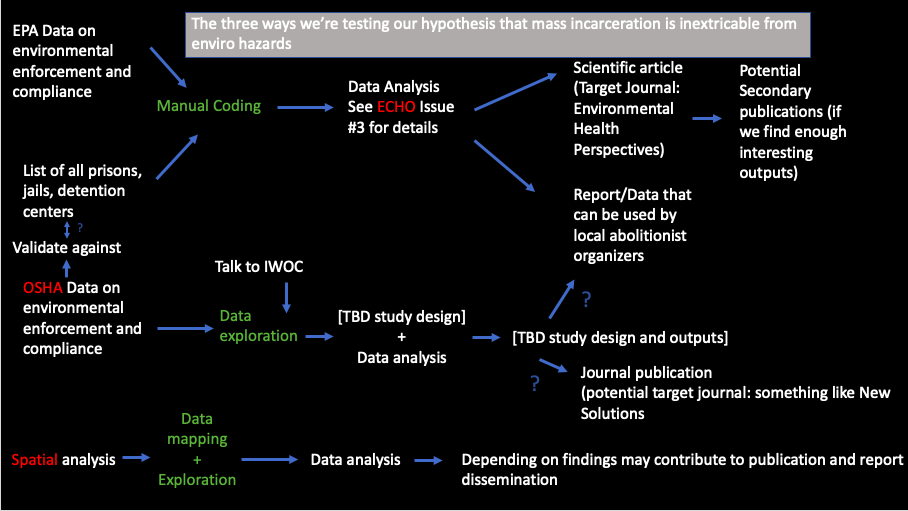 The three ways we're testing our hypothesis that mass incarceration is inextricable from
enviro hazards
EPA Data on
environmental
enforcement and
compliance
Manual Coding
Data Analysis
See ECHO Issue
#3 for details
Scientific article
(Target Journal:
Environmental
Health
Perspectives)
Potential
Secondary
publications (if
we find enough
interesting
outputs)
List of all prisons,
jails, detention
centers
?
Validate against
Report/Data that
can be used by
local abolitionist
organizers
OSHA Data on
environmental
enforcement and
compliance
Talk to IWOC
Data
exploration
[TBD study design]
+
Data analysis
[TBD study design and outputs]
?
?
Journal publication
(potential target journal: something like New
Solutions
Spatial analysis
Data
mapping
+
Exploration
Data analysis
Depending on findings may contribute to publication and report
dissemination